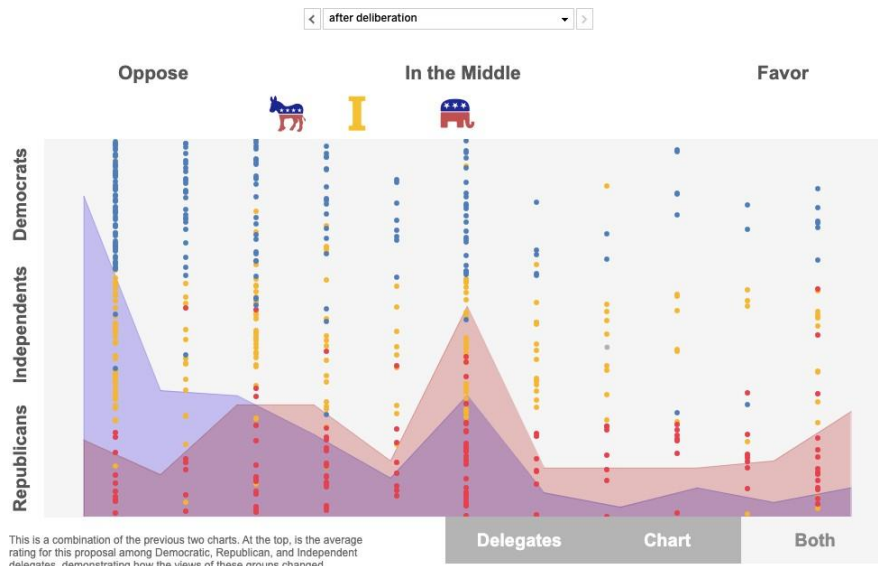 < after deliberation >
Oppose
In the Middle
Favor
I
Democrats
Independents
Republicans
This is a combination of the previous two charts. At the top, is the average
rating for this proposal among Democratic, Republican, and Independent
delegates, demonstrating how the views of these groups changed
Delegates
Chart
Both